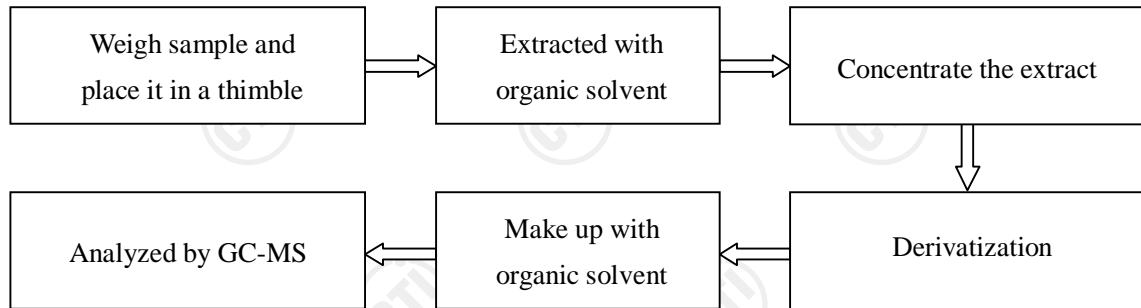 Weigh sample and
place it in a thimble
Extracted with
organic solvent
Concentrate the extract
Derivatization
Make up with
organic solvent
Analyzed by GC-MS